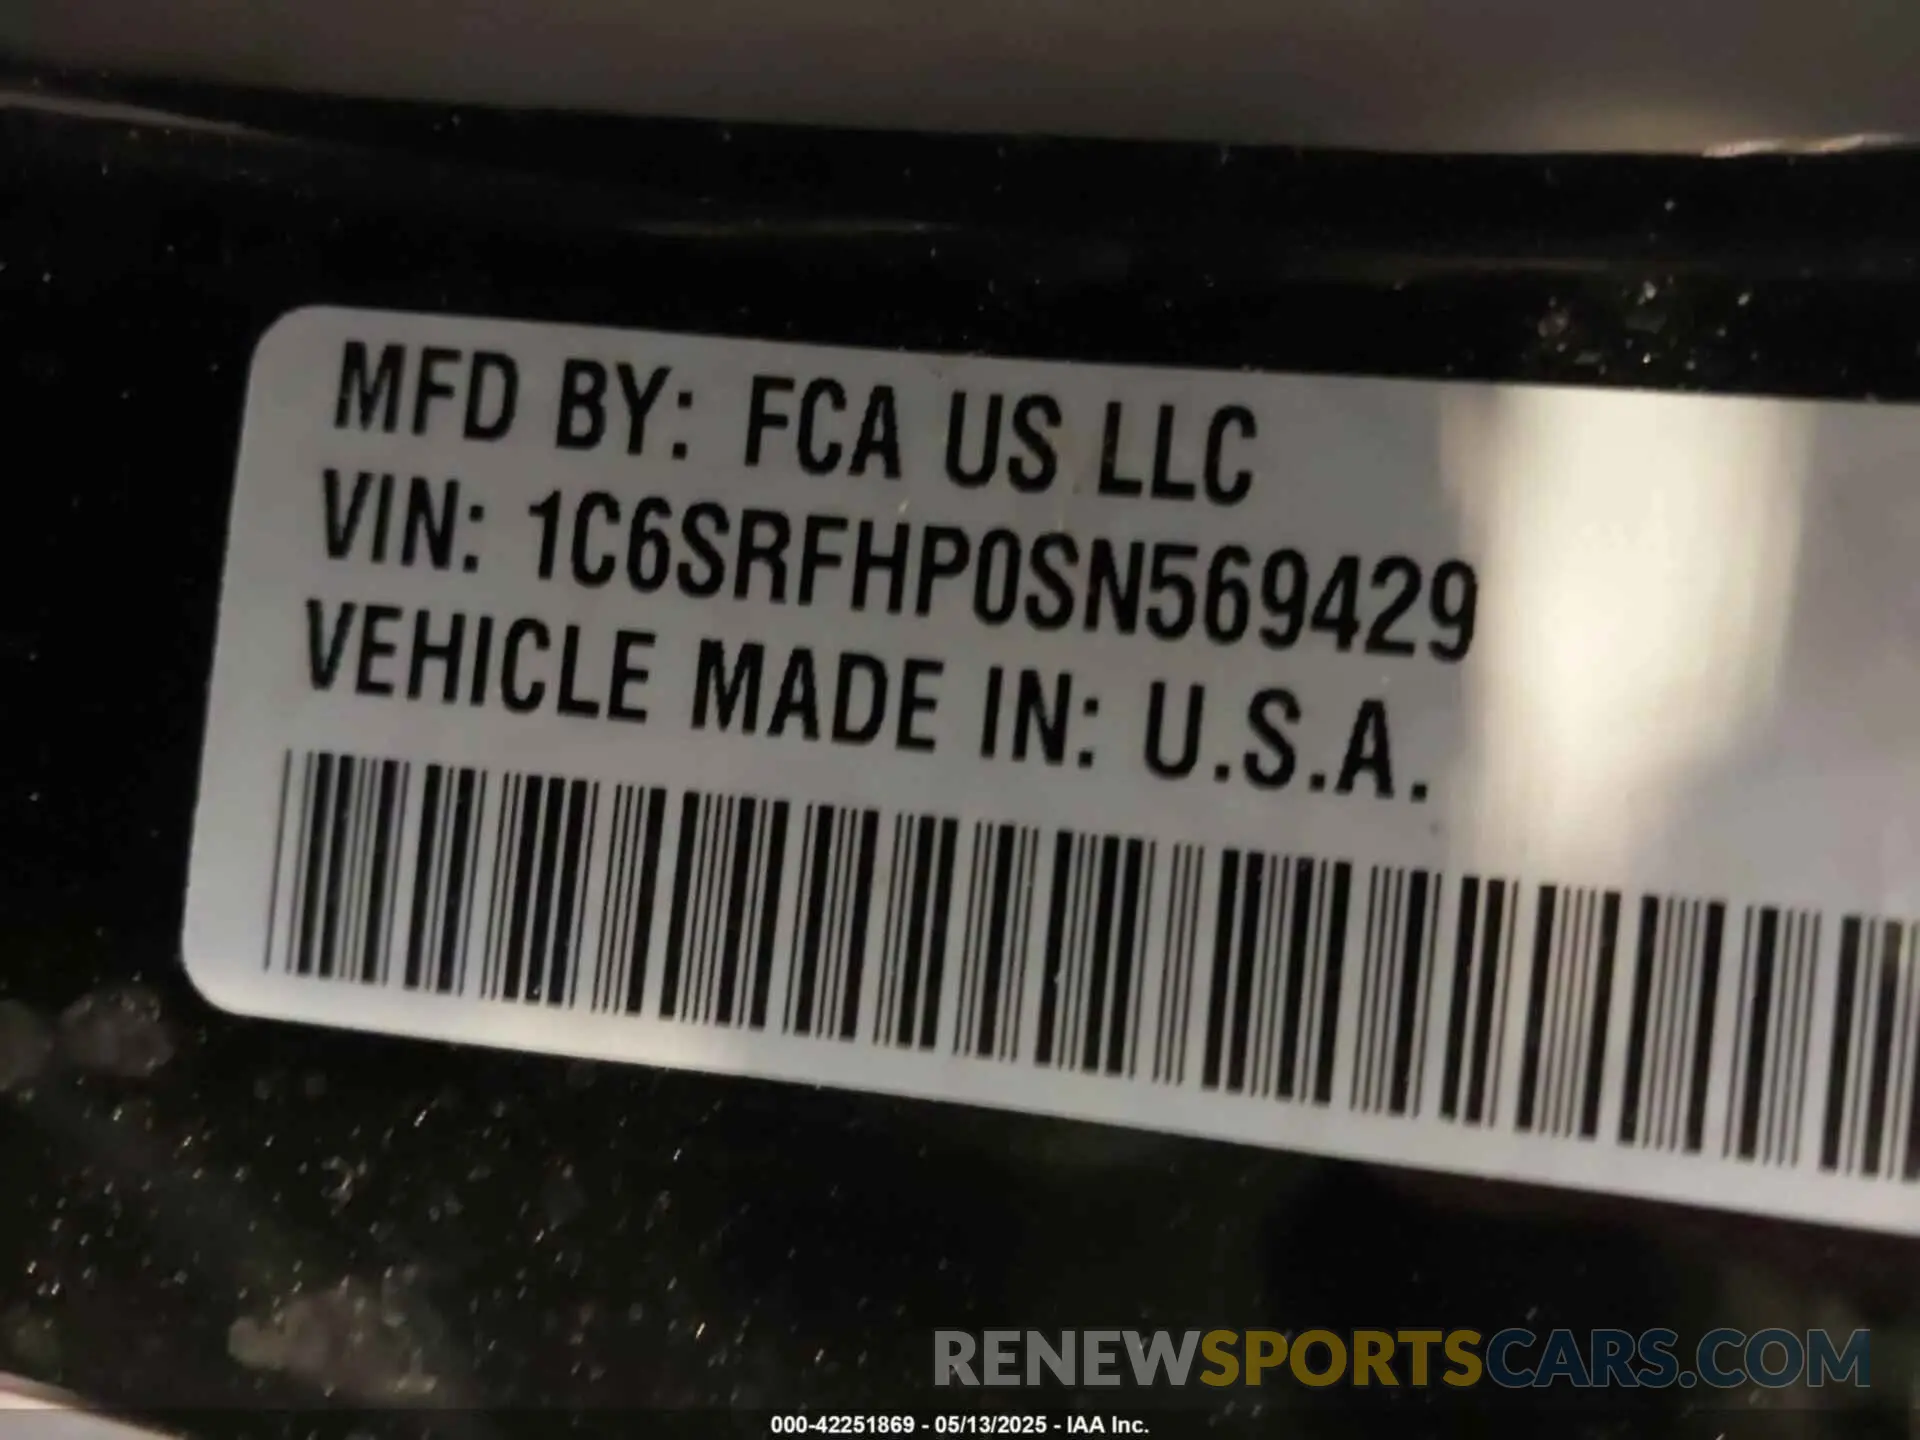 MFD BY: FCA US LLC
VIN: 1C6SRFHP0SN569429
VEHICLE MADE IN: U.S.A.
RENEWSPORTSCARS.COM
000-42251869 - 05/13/2025 - IAA Inc.